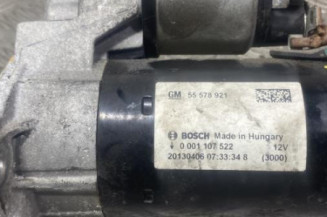 GM 55 578 921
BOSCH Made in Hungary
0 001 107 522 12V
20130406 07:33:34 8 (3000)